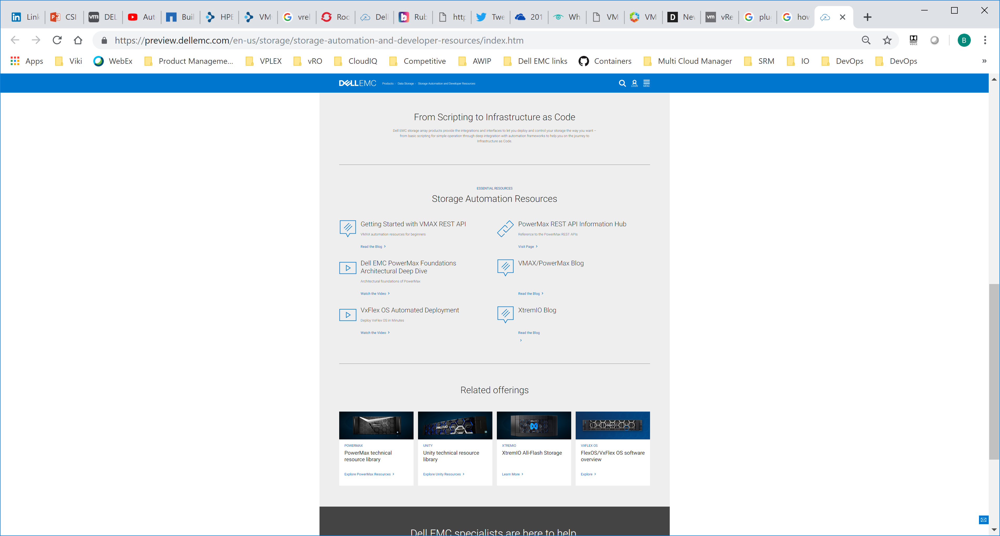 Link
CSI
DEL
Aut
Buil
HPE
VM
vrel
Roc
Dell
Rub
http
Twe
201
Wh
VM
VM
Nev
vRe
plu
how
https://preview.dellemc.com/en-us/storage/storage-automation-and-developer-resources/index.htm
DOLBY
VOICE
B
Apps
Viki
WebEx
Product Manageme...
VPLEX
vRO
CloudIQ
Competitive
AWIP
Dell EMC links
Containers
Multi Cloud Manager
SRM
IO
DevOps
DevOps
»
DELLEMC
Products › Data Storage › Storage Automation and Developer Resources
LOGIN
MENU
From Scripting to Infrastructure as Code
Dell EMC storage array products provide the integrations and interfaces to let you deploy and control your storage the way you want –
from basic scripting for simple operation through deep integration with automation frameworks to help you on the journey to
Infrastructure as Code.
ESSENTIAL RESOURCES
Storage Automation Resources
Getting Started with VMAX REST API
VMAX automation resources for beginners
Read the Blog ›
PowerMax REST API Information Hub
Reference to the PowerMax REST APIs
Visit Page ›
Dell EMC PowerMax Foundations
Architectural Deep Dive
Architectural foundations of PowerMax
Watch the Video ›
VMAX/PowerMax Blog
Read the Blog ›
VxFlex OS Automated Deployment
Deploy VxFlex OS in Minutes
Watch the Video ›
XtremIO Blog
Read the Blog
›
Related offerings
DELLEMC
POWERMAX
PowerMax technical
resource library
Explore PowerMax Resources ›
DELLEMC
UNITY
UNITY
Unity technical resource
library
Explore Unity Resources ›
DELLEMC
XTREMIO
XtremIO All-Flash Storage
Learn More ›
VXFLEX OS
FlexOS/VxFlex OS software
overview
Explore ›
Dell EMC specialists are here to help